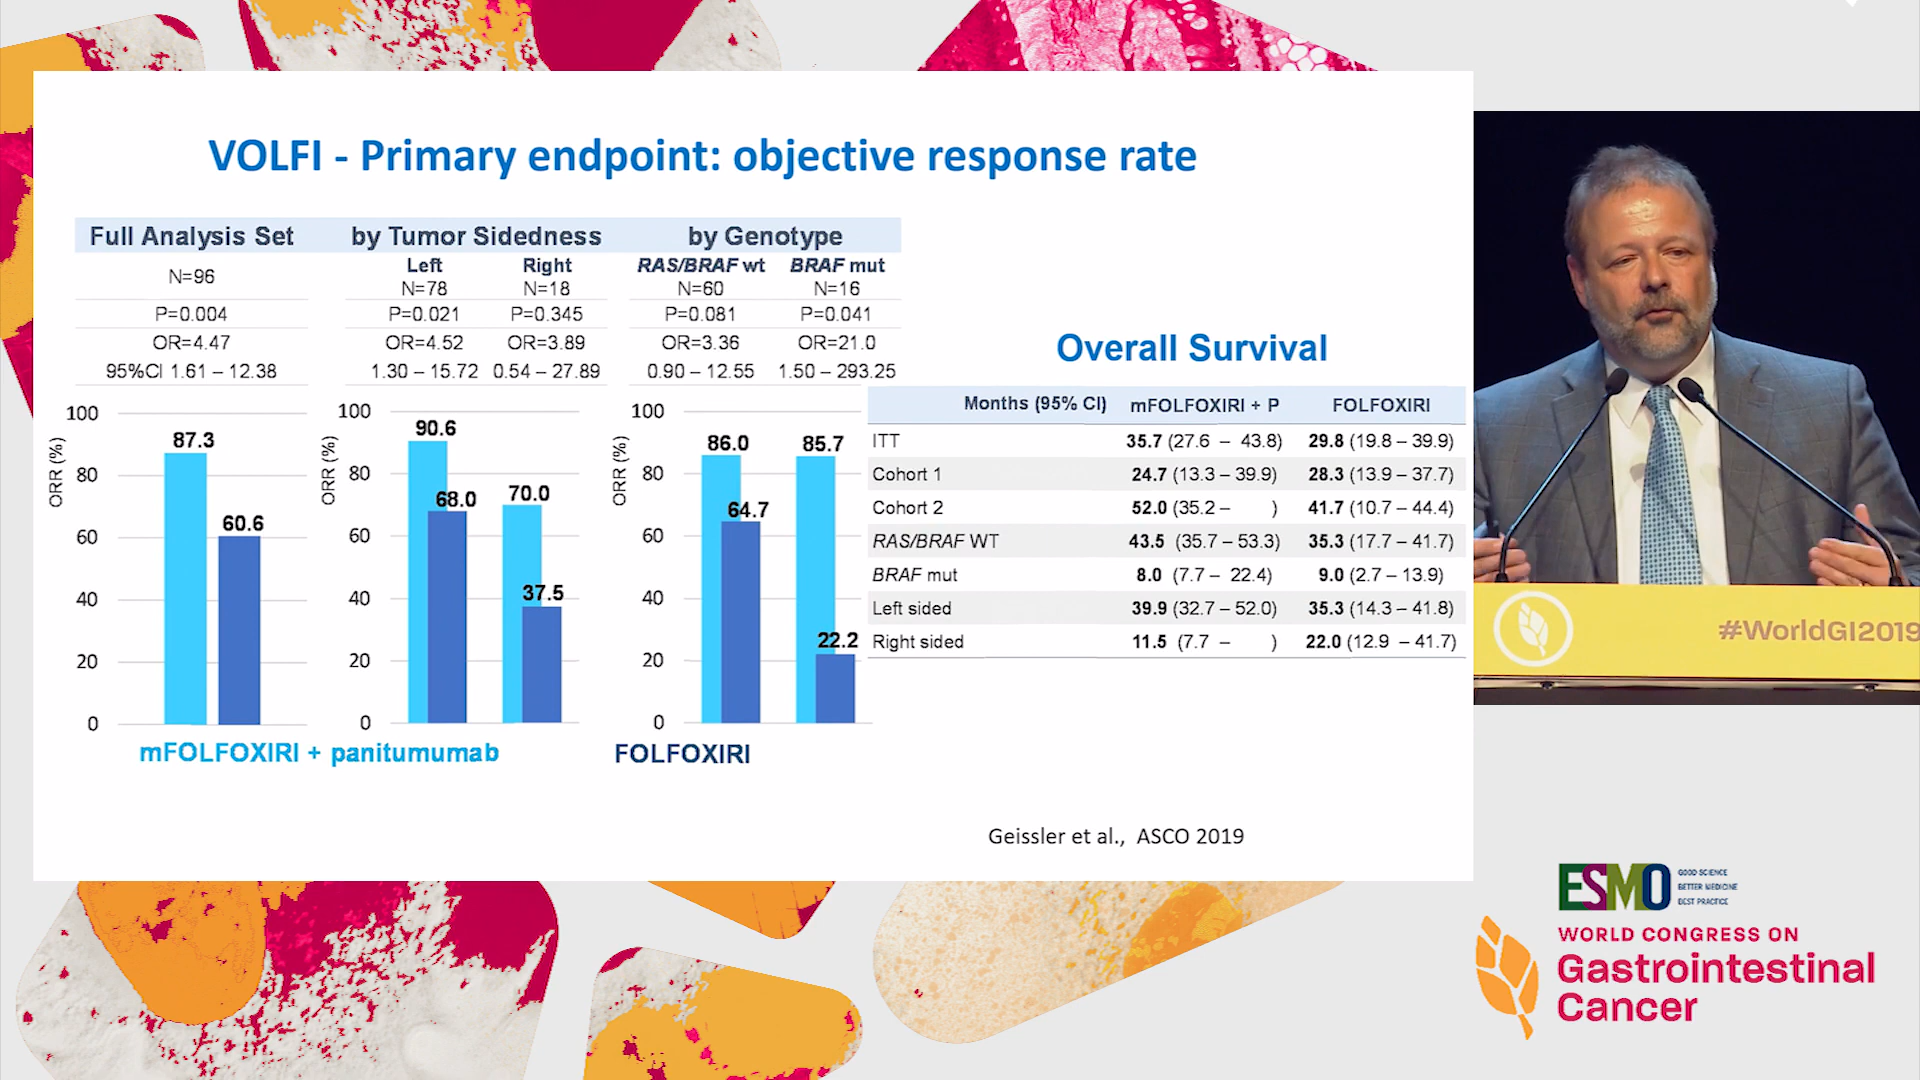 VOLFI - Primary endpoint: objective response rate
Full Analysis Set by Tumor Sidedness by Genotype
Left Right RAS/BRAF wt BRAF mut
N=96 N=78 N=18 N=60 N=16
P=0.004 P=0.021 P=0.345 P=0.081 P=0.041
OR=4.47 OR=4.52 OR=3.89 OR=3.36 OR=21.0
95%CI 1.61 – 12.38 1.30 – 15.72 0.54 – 27.89 0.90 – 12.55 1.50 – 293.25
ORR (%)
100
80
60
40
20
0
87.3
60.6
ORR (%)
100
80
60
40
20
0
90.6
68.0
70.0
37.5
ORR (%)
100
80
60
40
20
0
86.0
64.7
85.7
22.2
mFOLFOXIRI + panitumumab FOLFOXIRI
Overall Survival
Months (95% CI) mFOLFOXIRI + P FOLFOXIRI
ITT 35.7 (27.6 – 43.8) 29.8 (19.8 – 39.9)
Cohort 1 24.7 (13.3 – 39.9) 28.3 (13.9 – 37.7)
Cohort 2 52.0 (35.2 – ) 41.7 (10.7 – 44.4)
RAS/BRAF WT 43.5 (35.7 – 53.3) 35.3 (17.7 – 41.7)
BRAF mut 8.0 (7.7 – 22.4) 9.0 (2.7 – 13.9)
Left sided 39.9 (32.7 – 52.0) 35.3 (14.3 – 41.8)
Right sided 11.5 (7.7 – ) 22.0 (12.9 – 41.7)
Geissler et al., ASCO 2019
#WorldGI2019
ESMO
GOOD SCIENCE
BETTER MEDICINE
BEST PRACTICE
WORLD CONGRESS ON
Gastrointestinal
Cancer